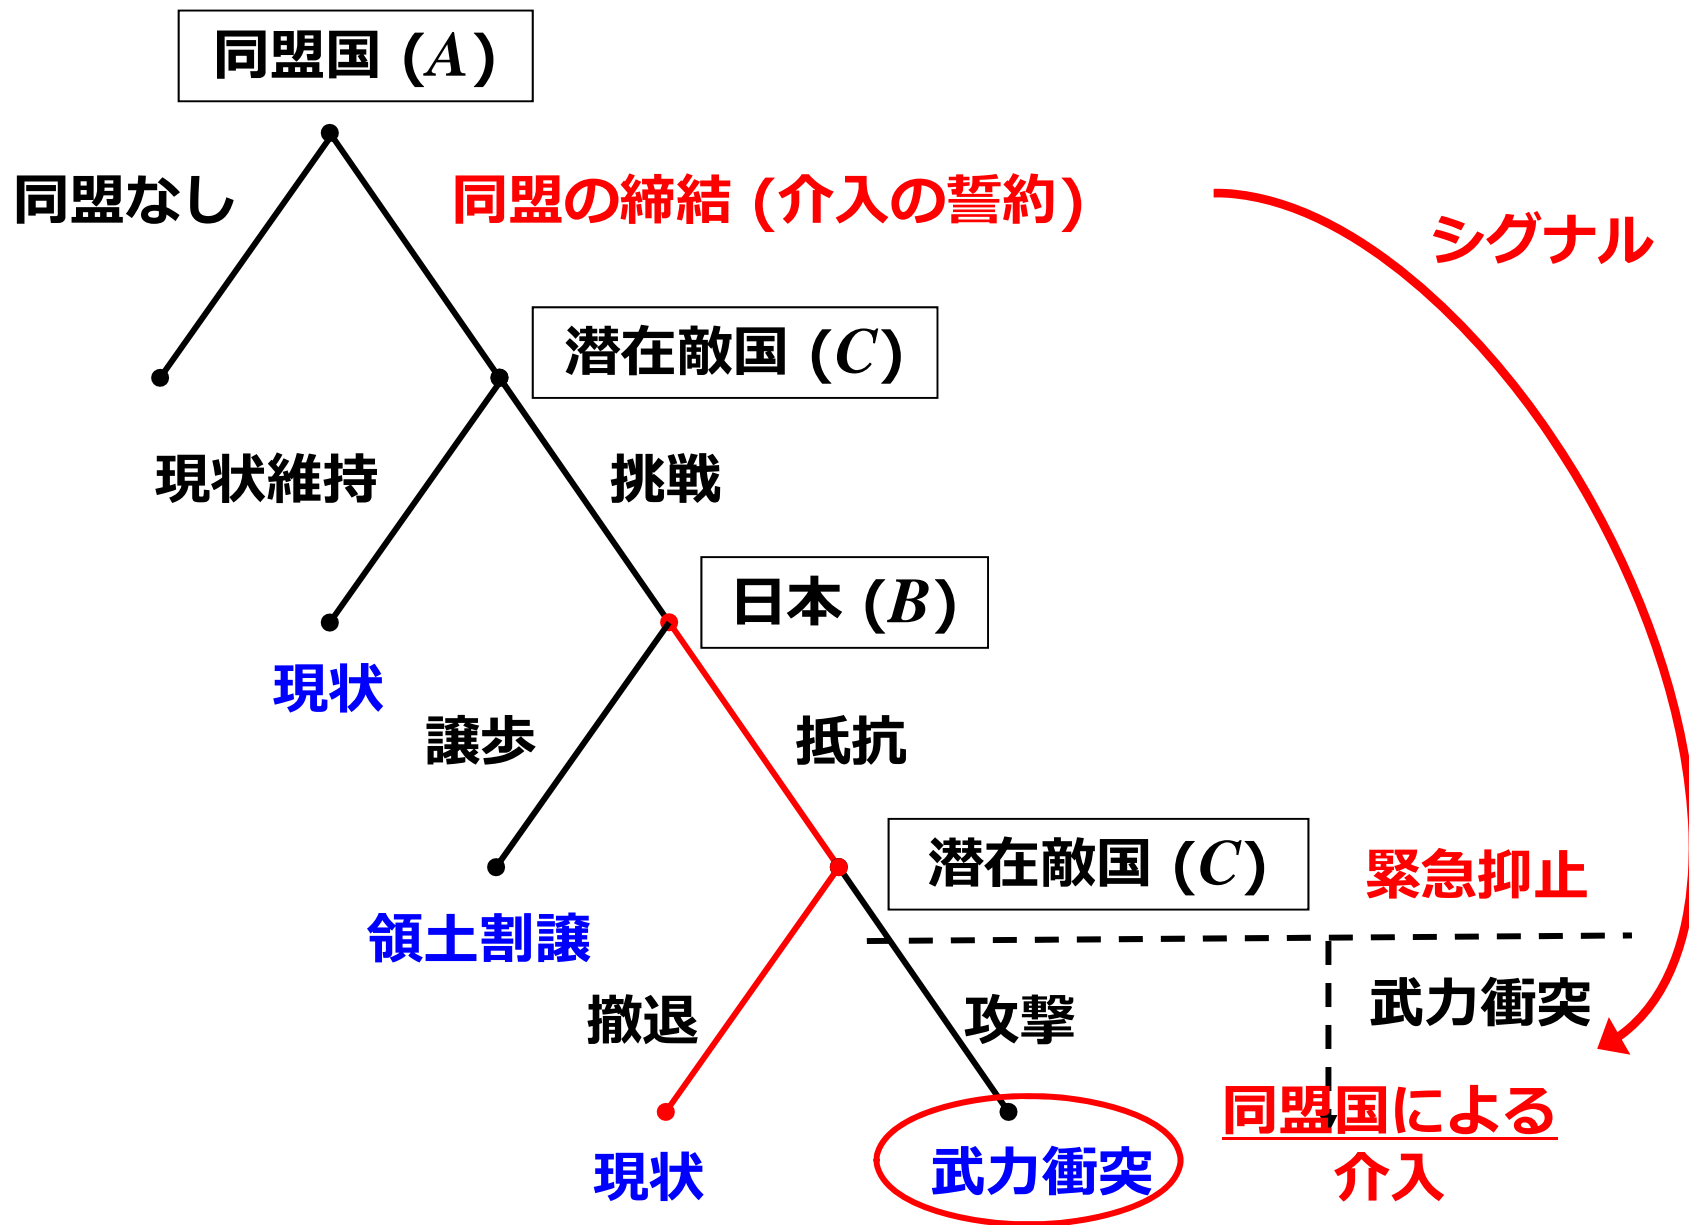 同盟国 (A)
同盟なし
同盟の締結 (介入の誓約)
シグナル
潜在敵国 (C)
現状維持
挑戦
日本 (B)
現状
譲歩
抵抗
潜在敵国 (C)
緊急抑止
領土割譲
撤退
攻撃
武力衝突
同盟国による
介入
現状
武力衝突